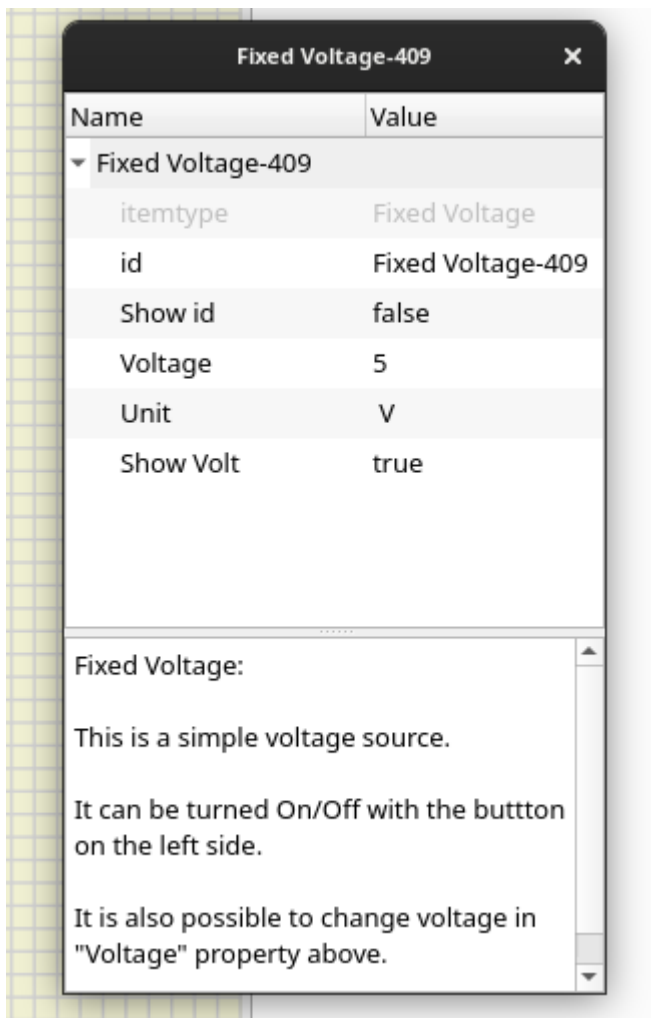 Fixed Voltage-409
Name Value
Fixed Voltage-409
itemtype Fixed Voltage
id Fixed Voltage-409
Show id false
Voltage 5
Unit V
Show Volt true
Fixed Voltage:
This is a simple voltage source.
It can be turned On/Off with the buttton
on the left side.
It is also possible to change voltage in
"Voltage" property above.